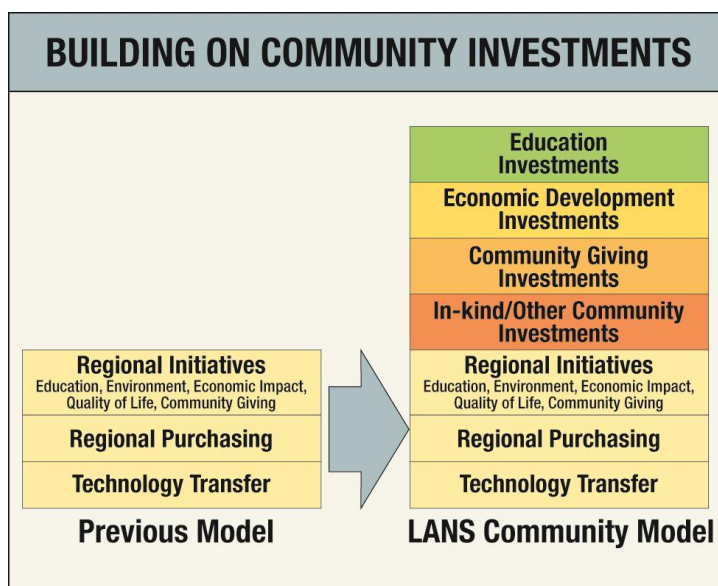 BUILDING ON COMMUNITY INVESTMENTS
Education
Investments
Economic Development
Investments
Community Giving
Investments
In-kind/Other Community
Investments
Regional Initiatives
Education, Environment, Economic Impact,
Quality of Life, Community Giving
Regional Purchasing
Technology Transfer
Previous Model
Regional Initiatives
Education, Environment, Economic Impact,
Quality of Life, Community Giving
Regional Purchasing
Technology Transfer
LANS Community Model